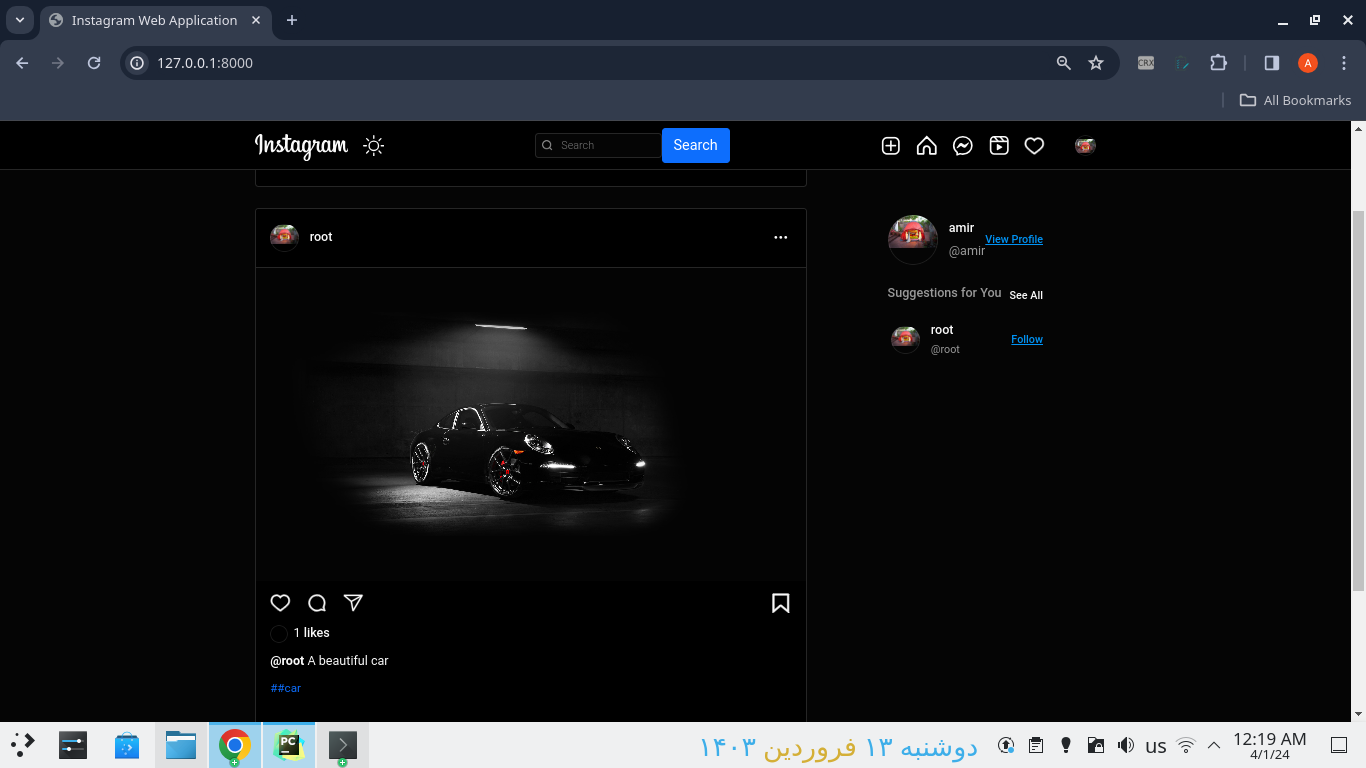 Instagram Web Application
127.0.0.1:8000
CRX
A
All Bookmarks
Instagram
Search
Search
root
amir
@amir
View Profile
Suggestions for You
See All
root
@root
Follow
1 likes
@root A beautiful car
##car
PC
دوشنبه ۱۳ فروردین ۱۴۰۳
us
12:19 AM
4/1/24